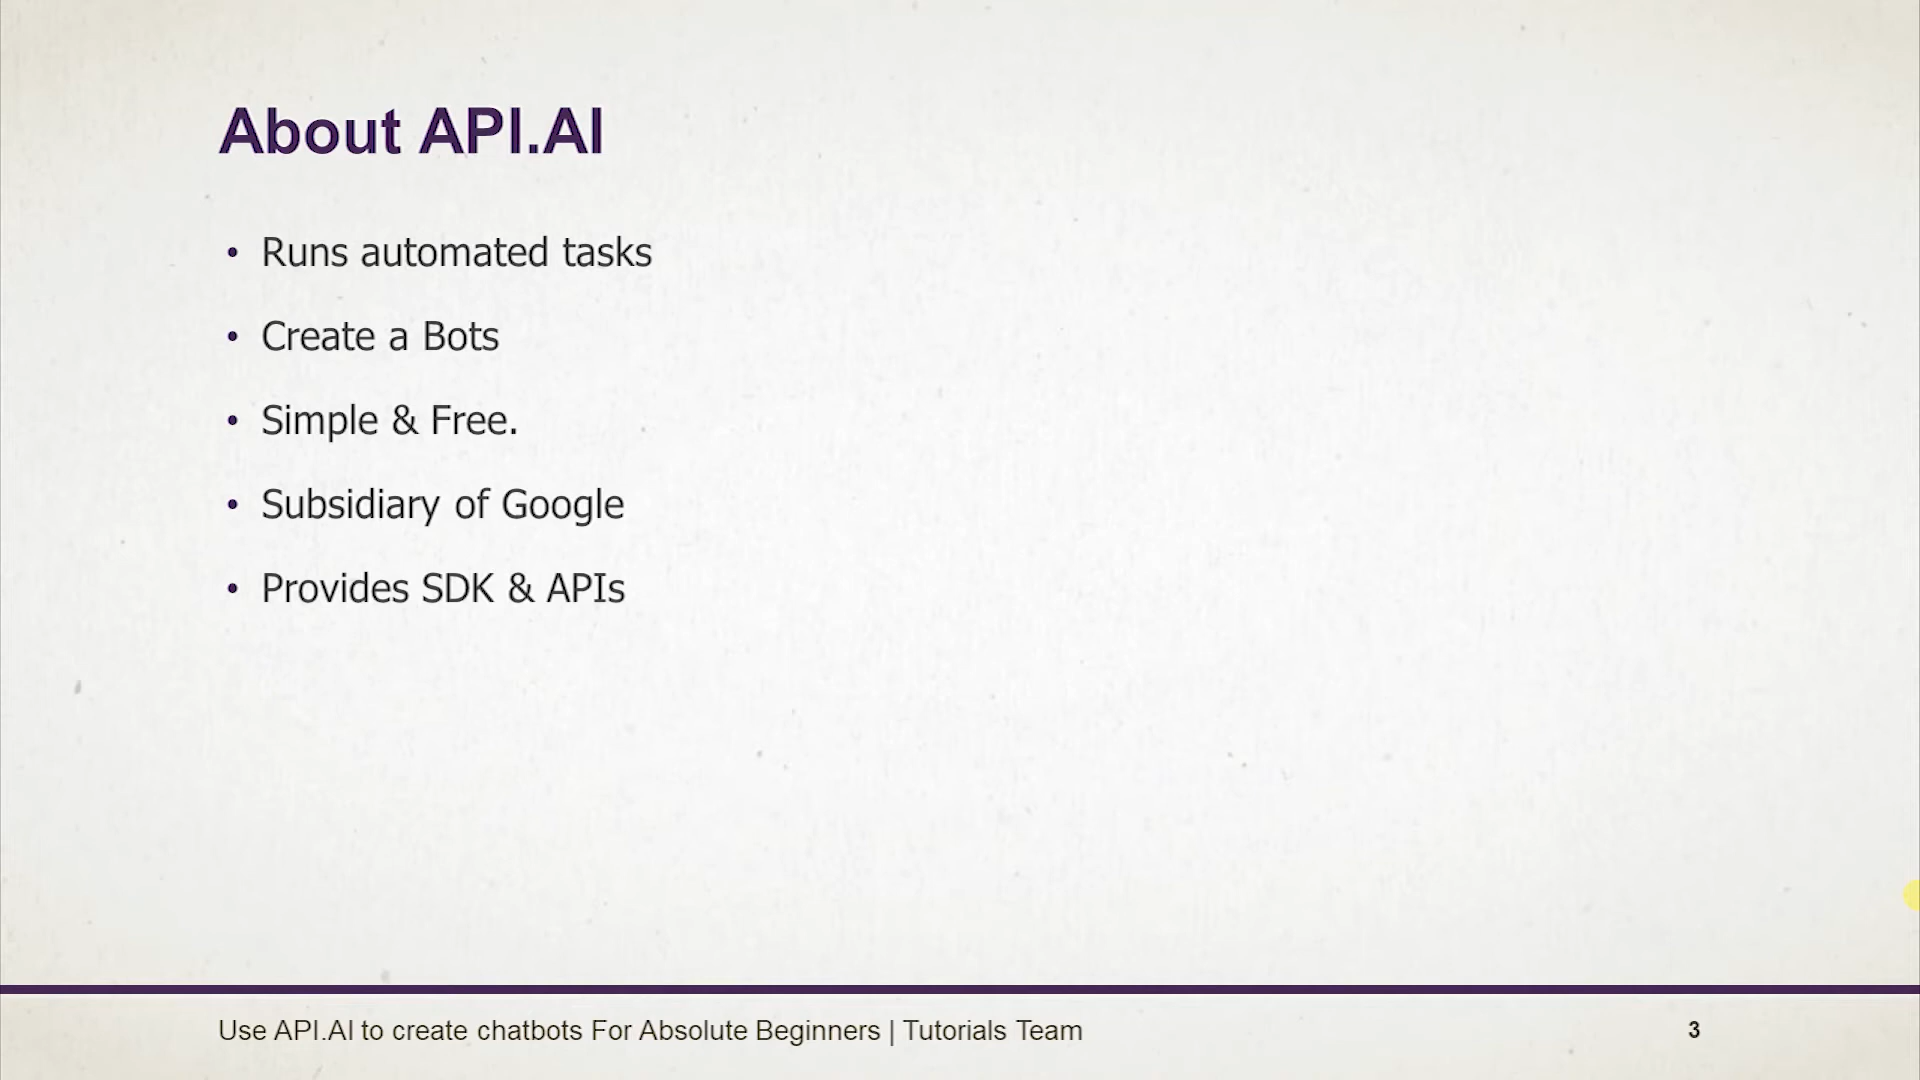 About API.AI
• Runs automated tasks
• Create a Bots
• Simple & Free.
• Subsidiary of Google
• Provides SDK & APIs
Use API.AI to create chatbots For Absolute Beginners | Tutorials Team
3